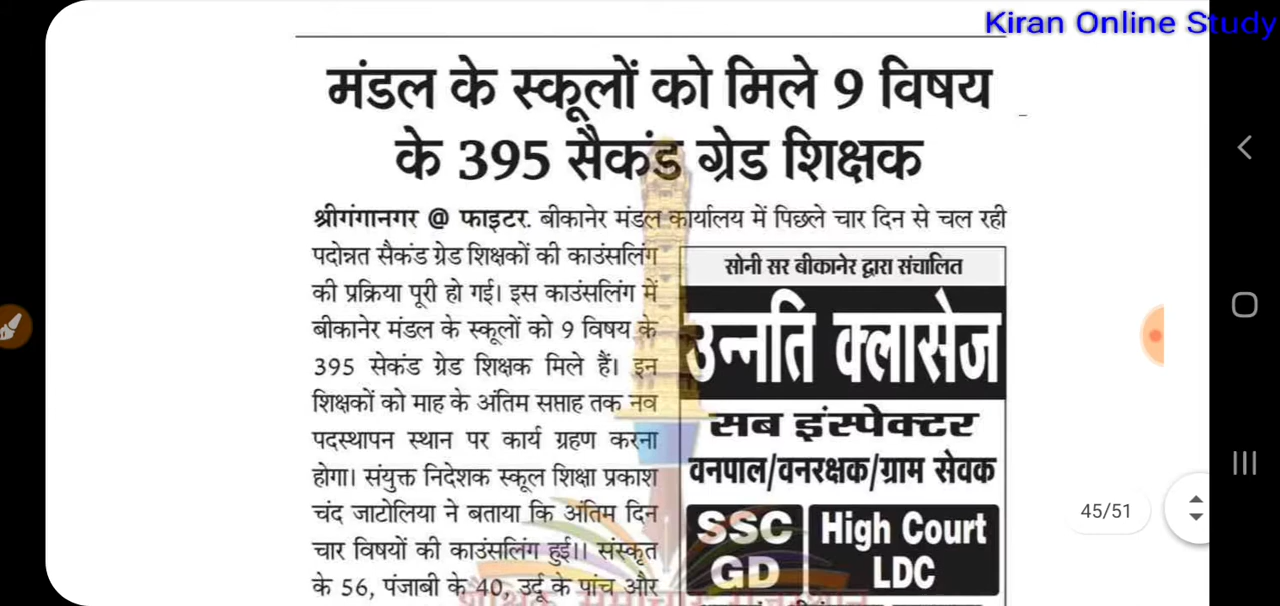 Kiran Online Study
मंडल के स्कूलों को मिले 9 विषय
के 395 सैकंड ग्रेड शिक्षक
श्रीगंगानगर @ फाइटर. बीकानेर मंडल कार्यालय में पिछले चार दिन से चल रही
पदोन्नत सैकंड ग्रेड शिक्षकों की काउंसलिंग
की प्रक्रिया पूरी हो गई। इस काउंसलिंग में
बीकानेर मंडल के स्कूलों को 9 विषय के
395 सेकंड ग्रेड शिक्षक मिले हैं। इन
शिक्षकों को माह के अंतिम सप्ताह तक नव
पदस्थापन स्थान पर कार्य ग्रहण करना
होगा। संयुक्त निदेशक स्कूल शिक्षा प्रकाश
चंद जाटोलिया ने बताया कि अंतिम दिन
चार विषयों की काउंसलिंग हुई।। संस्कृत
के 56, पंजाबी के 40, उर्दू के पांच और
सोनी सर बीकानेर द्वारा संचालित
उन्नति क्लासेज
सब इंस्पेक्टर
वनपाल/वनरक्षक/ग्राम सेवक
SSC
GD
High Court
LDC
45/51